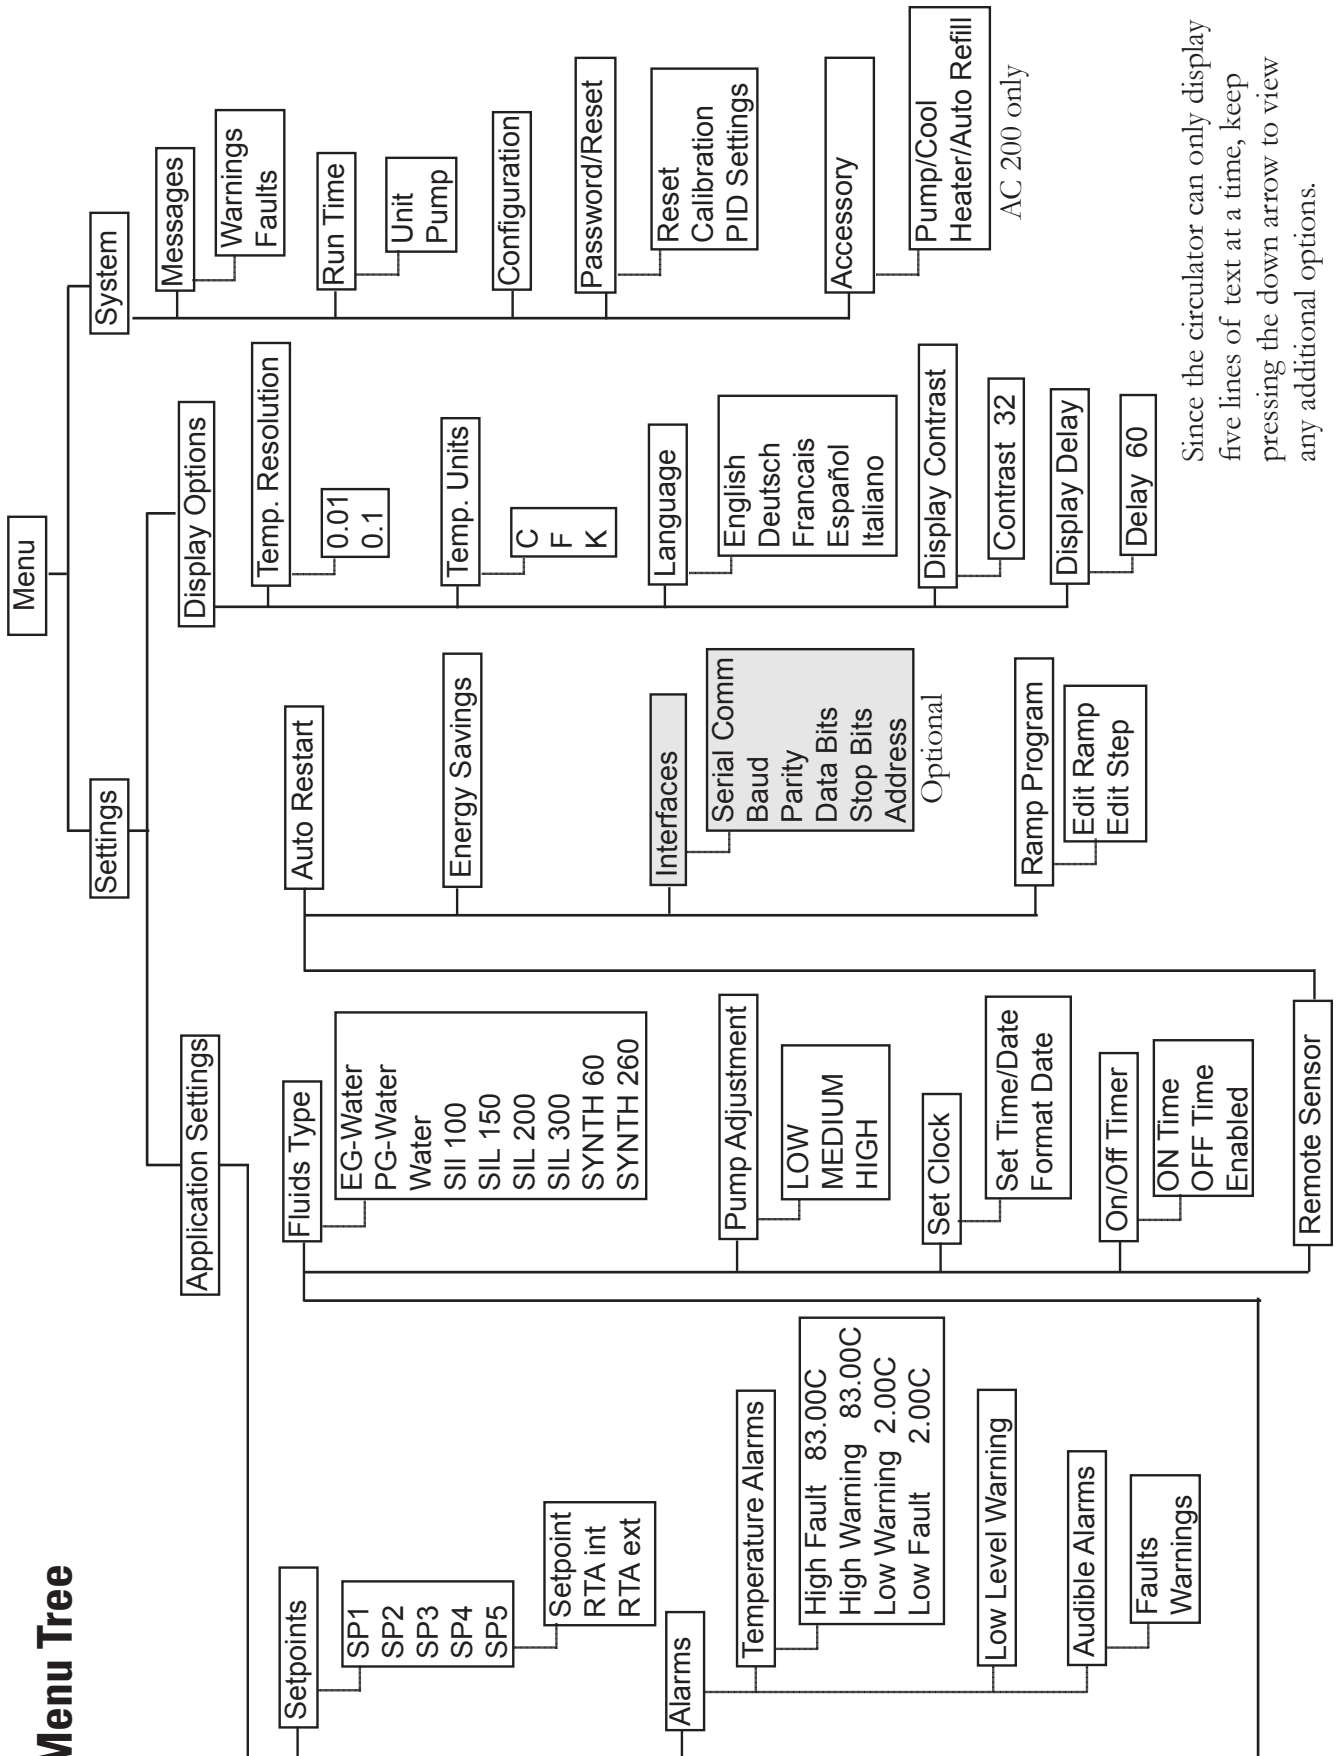 Menu Tree
Menu
Settings
System
Application Settings
Display Options
Setpoints
SP1
SP2
SP3
SP4
SP5
Setpoint
RTA int
RTA ext
Alarms
Temperature Alarms
High Fault 83.00C
High Warning 83.00C
Low Warning 2.00C
Low Fault 2.00C
Low Level Warning
Audible Alarms
Faults
Warnings
Fluids Type
EG-Water
PG-Water
Water
SIl 100
SIL 150
SIL 200
SIL 300
SYNTH 60
SYNTH 260
Pump Adjustment
LOW
MEDIUM
HIGH
Set Clock
Set Time/Date
Format Date
On/Off Timer
ON Time
OFF Time
Enabled
Remote Sensor
Auto Restart
Energy Savings
Interfaces
Serial Comm
Baud
Parity
Data Bits
Stop Bits
Address
Optional
Ramp Program
Edit Ramp
Edit Step
Temp. Resolution
0.01
0.1
Temp. Units
C
F
K
Language
English
Deutsch
Francais
Español
Italiano
Display Contrast
Contrast 32
Display Delay
Delay 60
Messages
Warnings
Faults
Run Time
Unit
Pump
Configuration
Password/Reset
Reset
Calibration
PID Settings
Accessory
Pump/Cool
Heater/Auto Refill
AC 200 only
Since the circulator can only display
five lines of text at a time, keep
pressing the down arrow to view
any additional options.